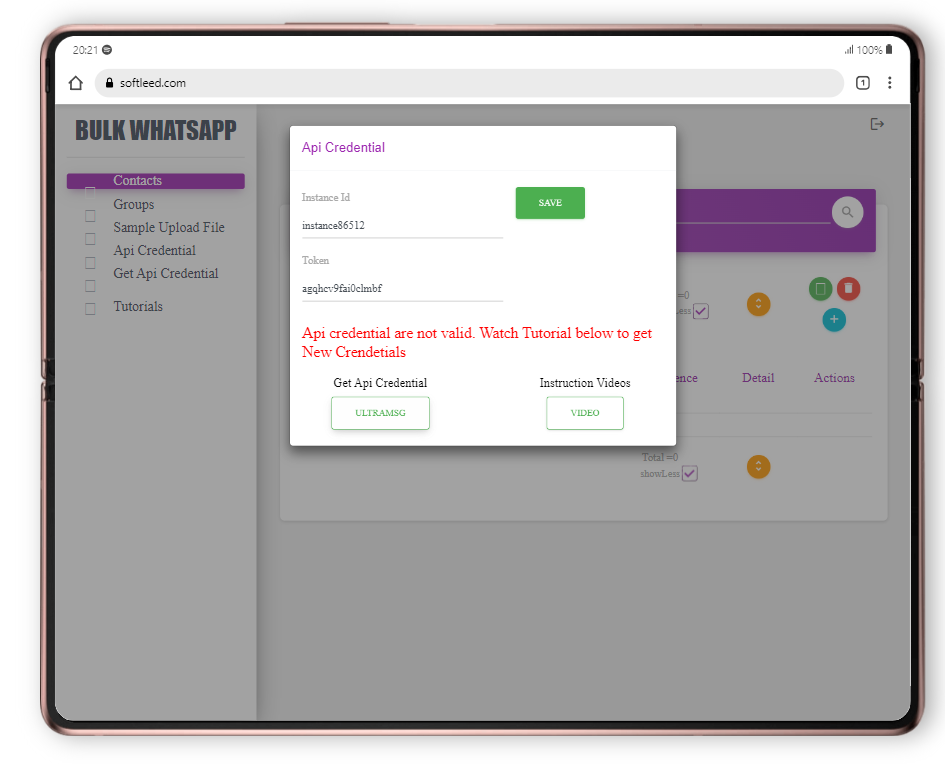 20:21
100%
softleed.com
1
BULK WHATSAPP
Contacts
Groups
Sample Upload File
Api Credential
Get Api Credential
Tutorials
Api Credential
Instance Id
SAVE
instance86512
Token
agqhcv9fai0clmbf
Api credential are not valid. Watch Tutorial below to get
New Crendetials
Get Api Credential
Instruction Videos
ULTRAMSG
VIDEO
=0
ess
ence
Detail
Actions
Total =0
showLess